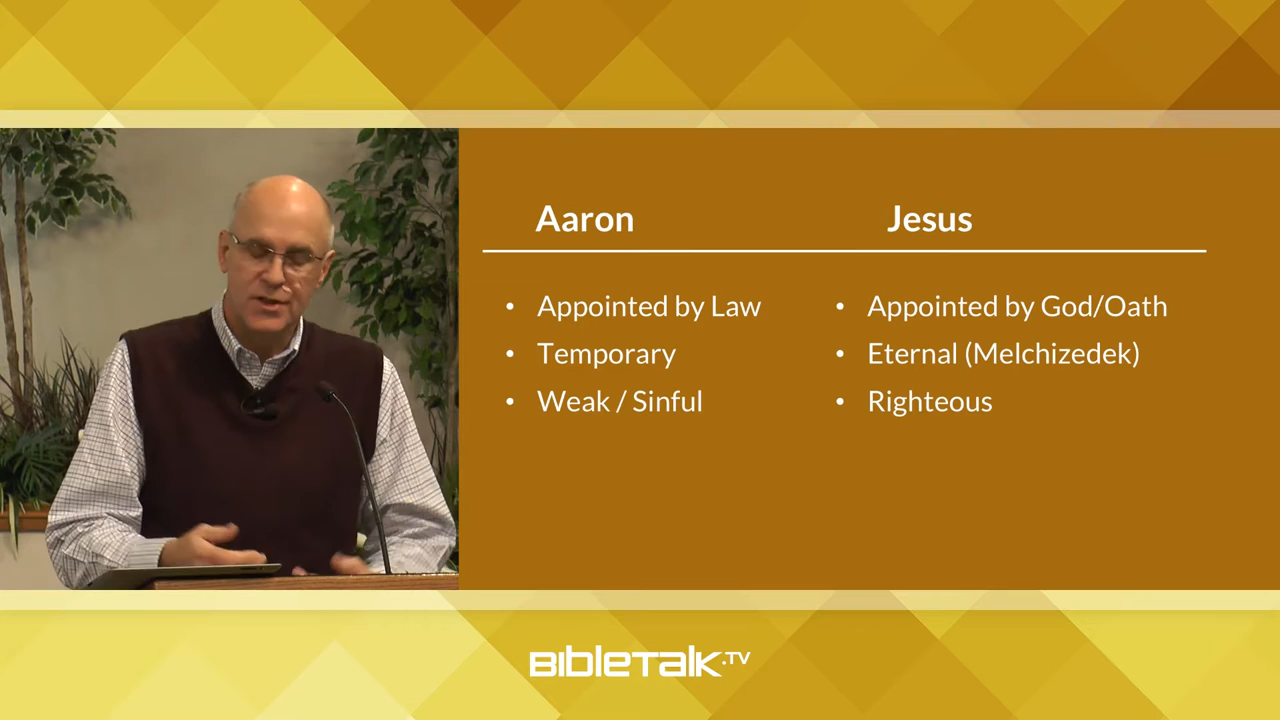 Aaron
Jesus
• Appointed by Law
• Temporary
• Weak / Sinful
• Appointed by God/Oath
• Eternal (Melchizedek)
• Righteous
BibleTalk.TV